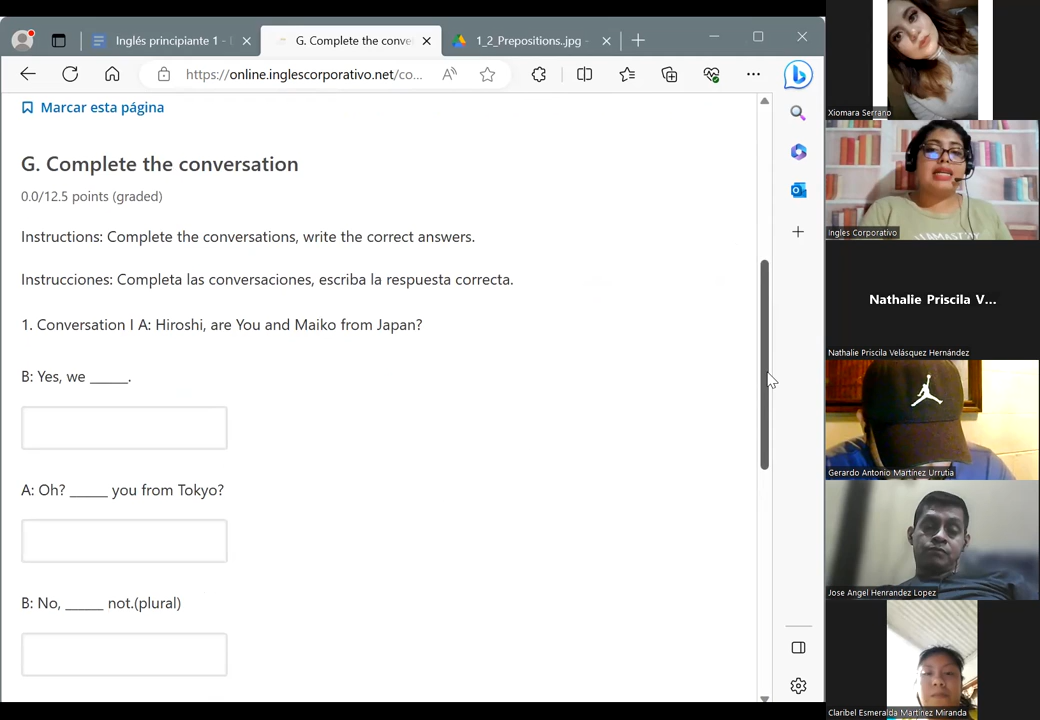 Inglés principiante 1 -
G. Complete the conve
1_2_Prepositions..jpg -
https://online.inglescorporativo.net/co...
Marcar esta página
G. Complete the conversation
0.0/12.5 points (graded)
Instructions: Complete the conversations, write the correct answers.
Instrucciones: Completa las conversaciones, escriba la respuesta correcta.
1. Conversation I A: Hiroshi, are You and Maiko from Japan?
B: Yes, we _____.
A: Oh? _____ you from Tokyo?
B: No, _____ not.(plural)
Xiomara Serrano
Ingles Corporativo
Nathalie Priscila V...
Nathalie Priscila Velásquez Hernández
Gerardo Antonio Martínez Urrutia
Jose Angel Henrandez Lopez
Claribel Esmeralda Martínez Miranda